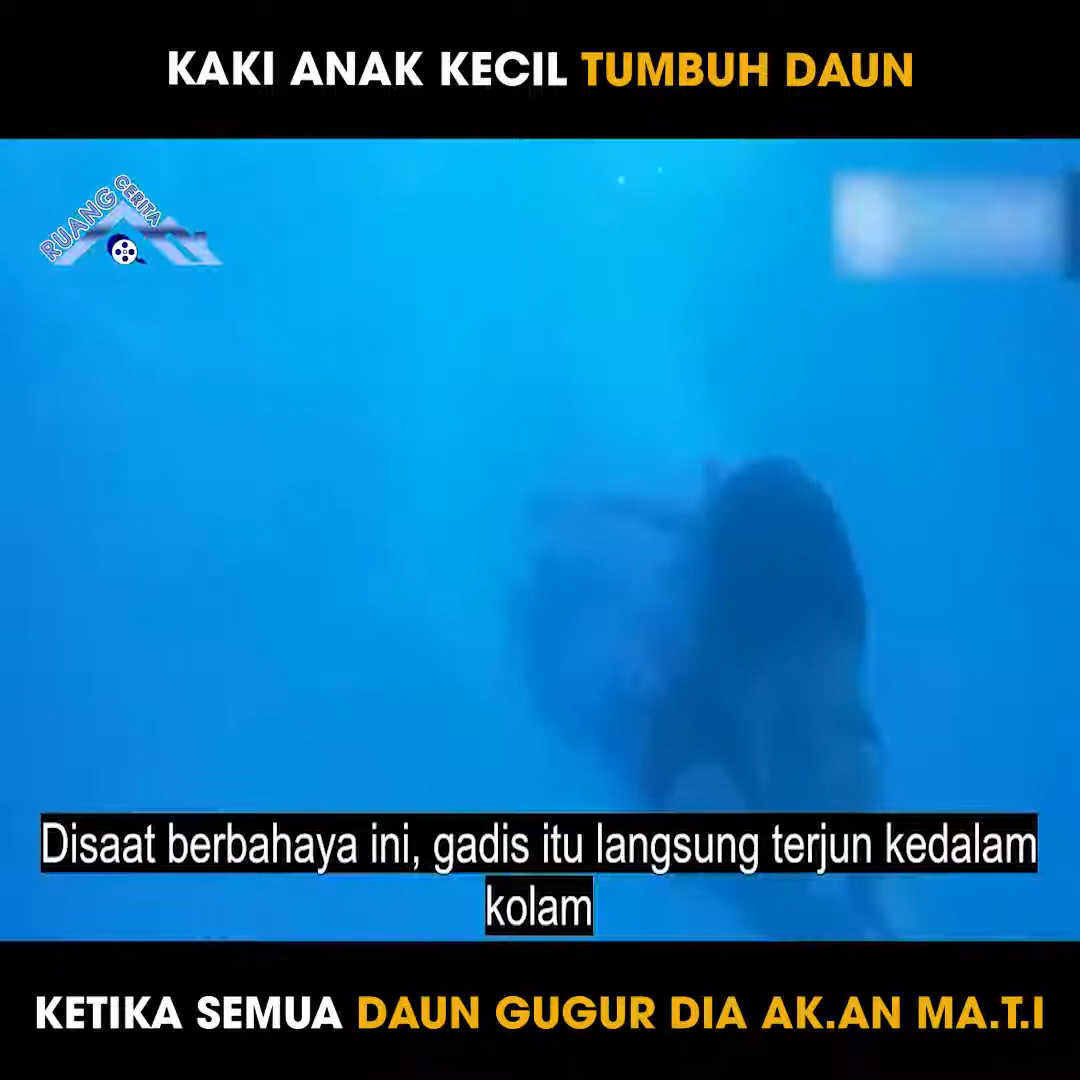 KAKI ANAK KECIL TUMBUH DAUN
RUANG CERITA
Disaat berbahaya ini, gadis itu langsung terjun kedalam
kolam
KETIKA SEMUA DAUN GUGUR DIA AK.AN MA.T.I